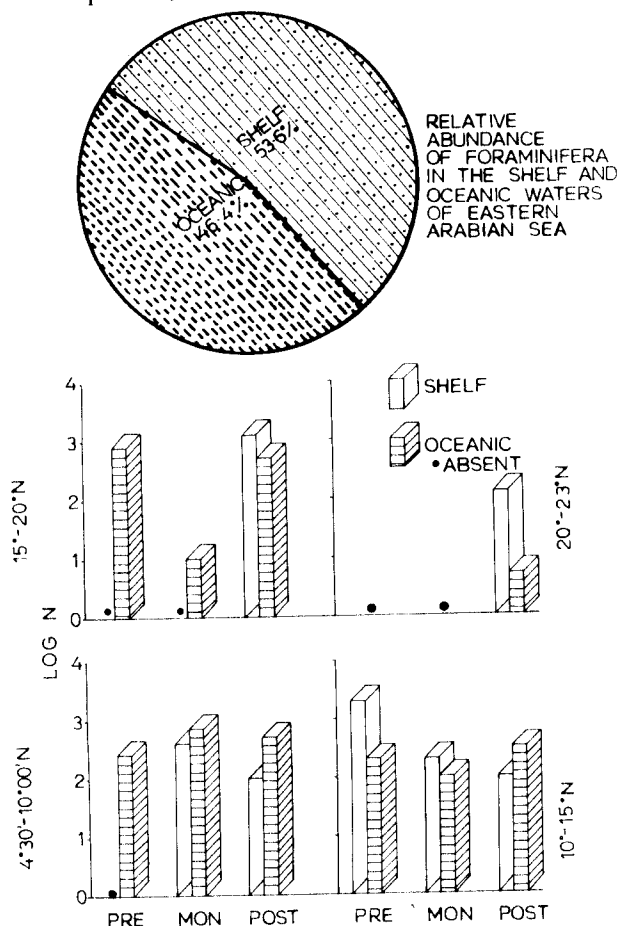 SHELF
53·6%
OCEANIC
46·4%
RELATIVE
ABUNDANCE
OF FORAMINIFERA
IN THE SHELF AND
OCEANIC WATERS
OF EASTERN
ARABIAN SEA
4
3
2
1
0
15°-20°N
SHELF
OCEANIC
• ABSENT
20°-23°N
LOG N
4
3
2
1
0
4°30'-10°00'N
10°-15°N
PRE MON POST PRE MON POST